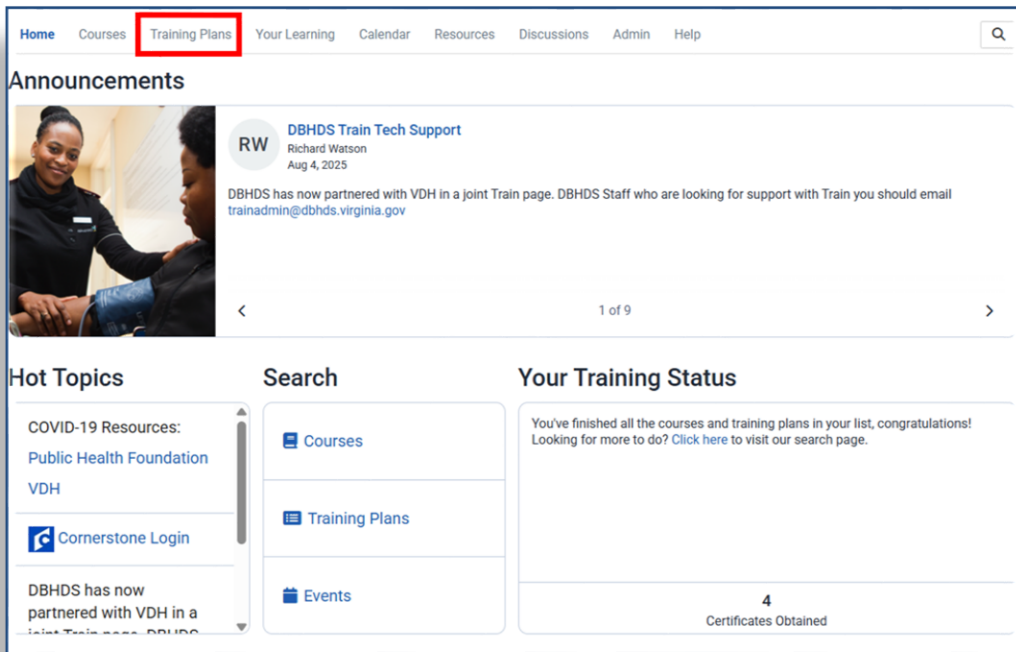 Home Courses Training Plans Your Learning Calendar Resources Discussions Admin Help
Announcements
RW
DBHDS Train Tech Support
Richard Watson
Aug 4, 2025
DBHDS has now partnered with VDH in a joint Train page. DBHDS Staff who are looking for support with Train you should email
trainadmin@dbhds.virginia.gov
1 of 9
Hot Topics
COVID-19 Resources:
Public Health Foundation
VDH
Cornerstone Login
DBHDS has now
partnered with VDH in a
joint Train page. DBHDS
Search
Courses
Training Plans
Events
Your Training Status
You've finished all the courses and training plans in your list, congratulations!
Looking for more to do? Click here to visit our search page.
4
Certificates Obtained